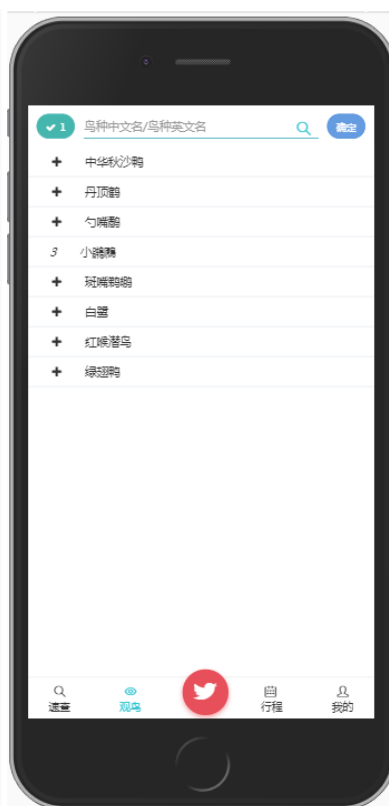 1 鸟种中文名/鸟种英文名 确定
中华秋沙鸭
丹顶鹤
勺嘴鹬
3 小鸊鷉
斑嘴鹈鹕
白鹭
红喉潜鸟
绿翅鸭
速查 观鸟 行程 我的